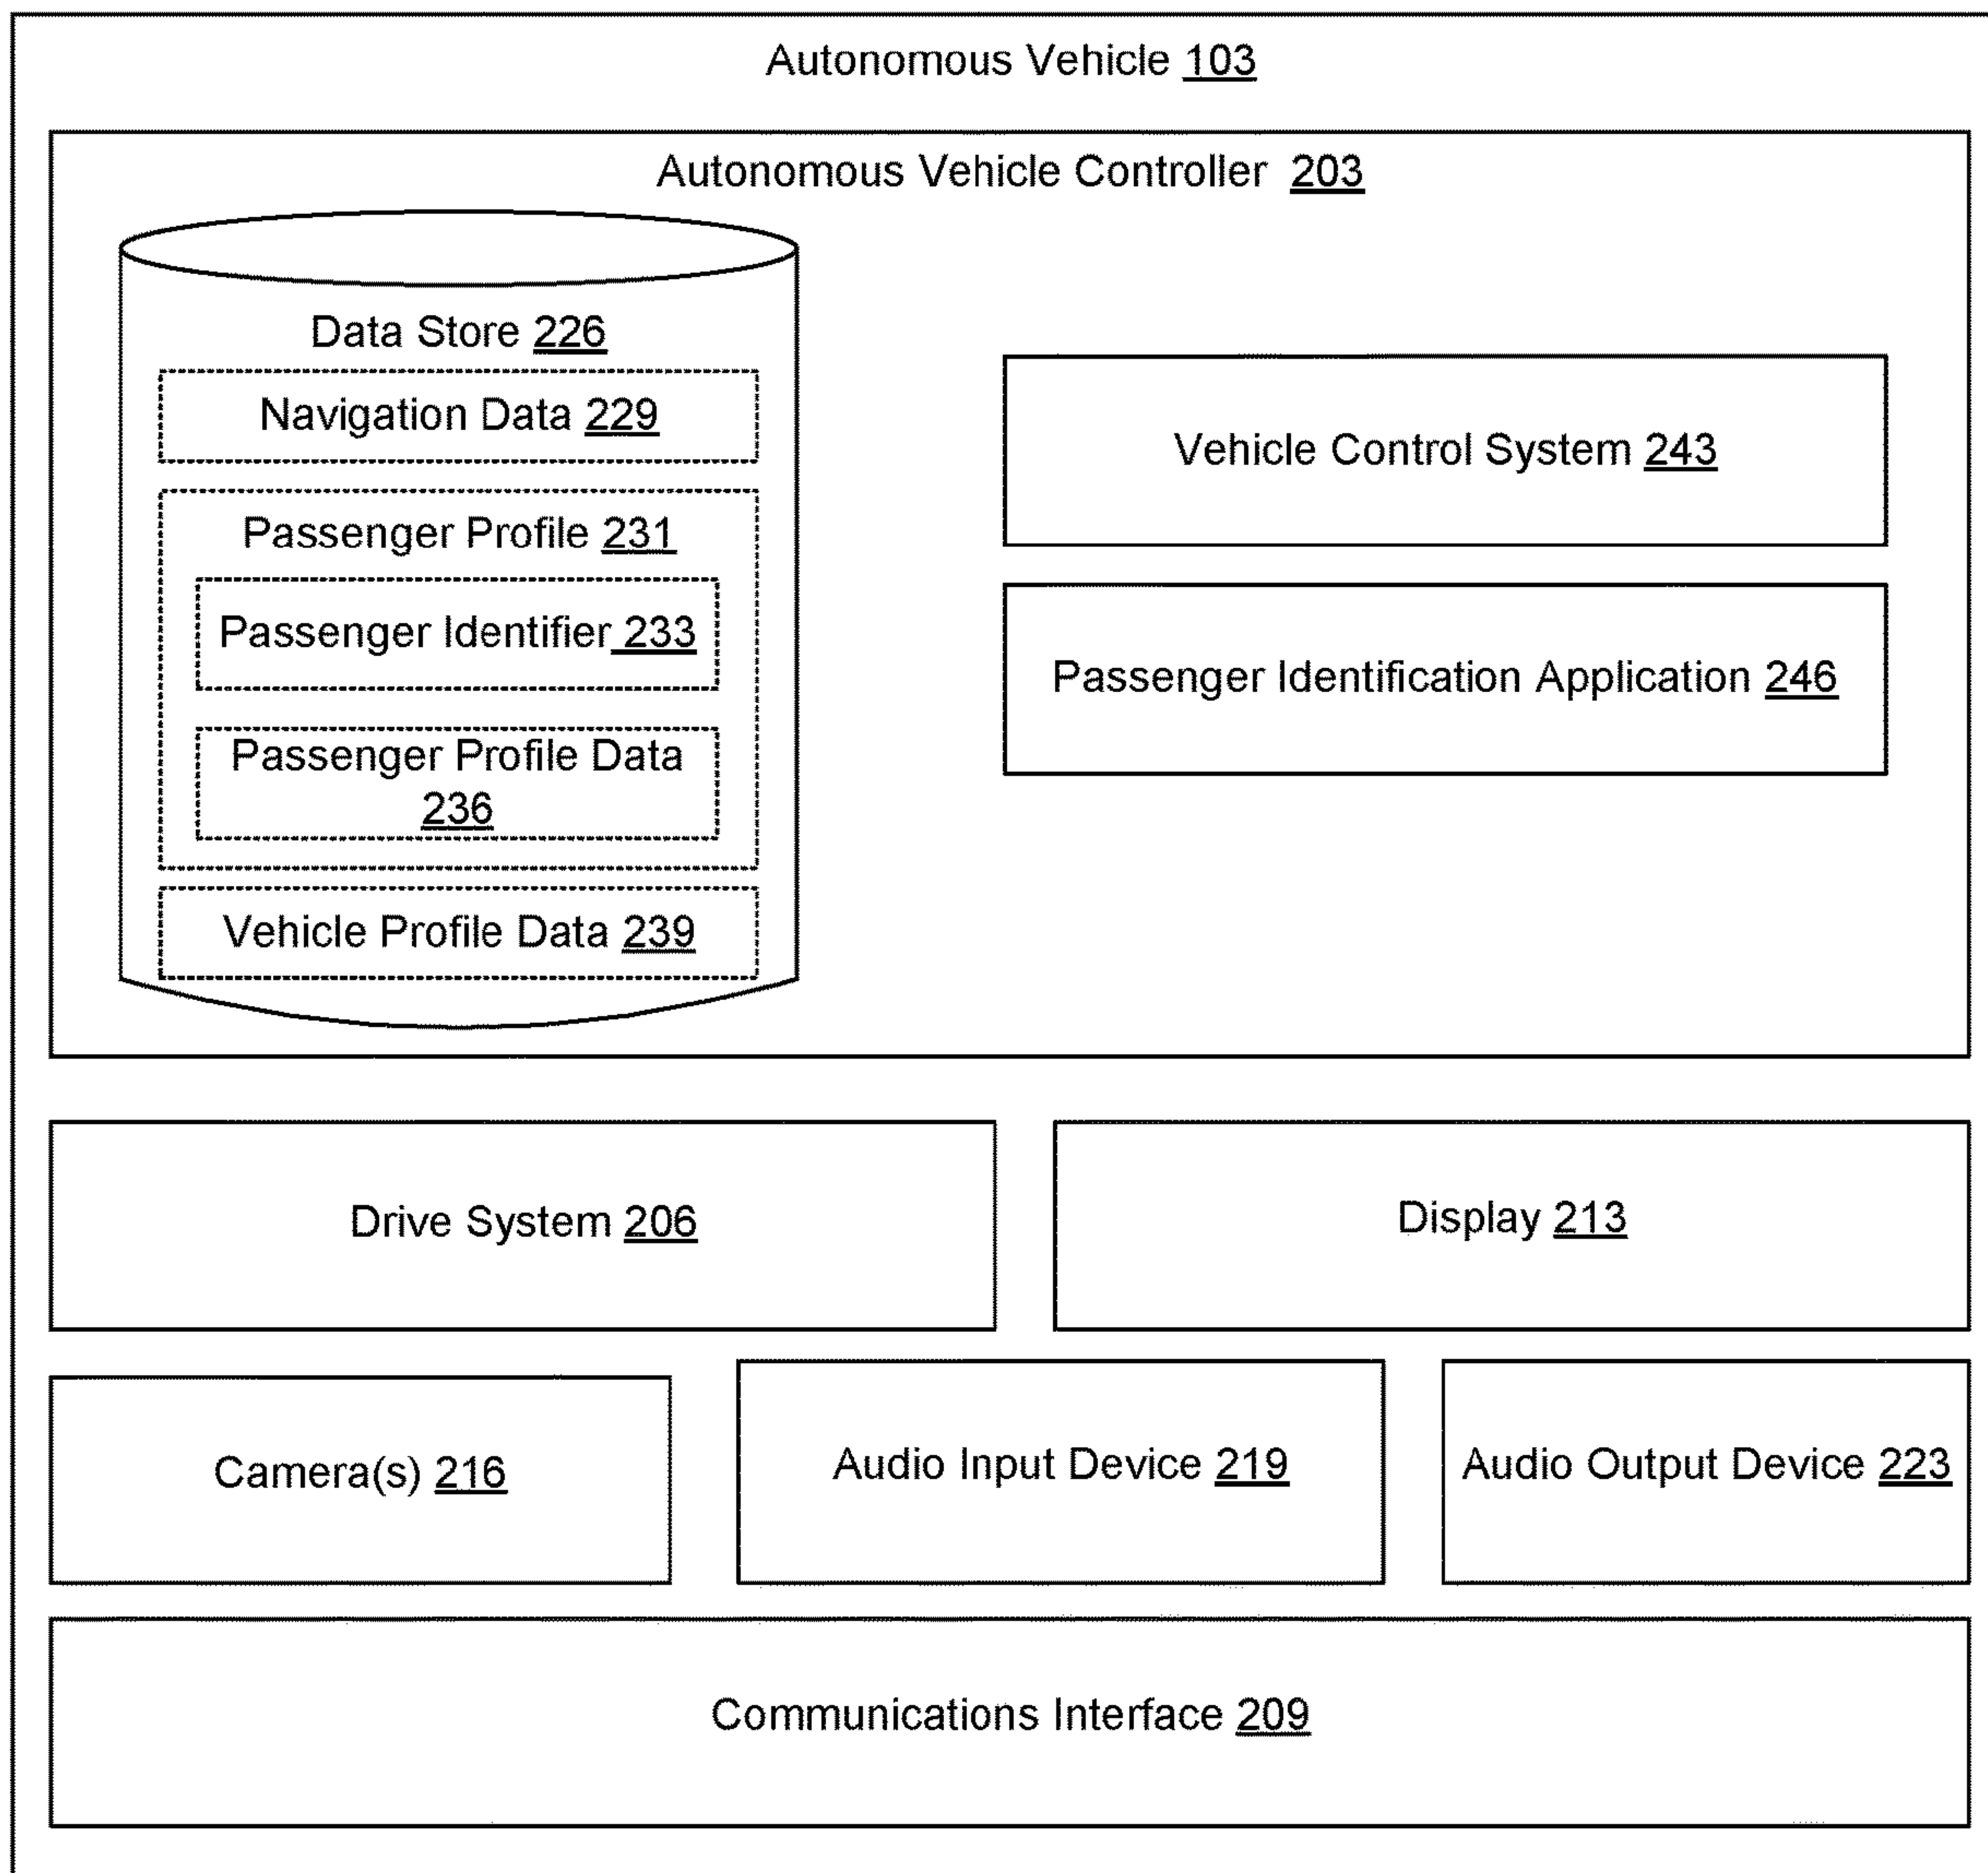 Autonomous Vehicle 103
Autonomous Vehicle Controller 203
Data Store 226
Navigation Data 229
Passenger Profile 231
Passenger Identifier 233
Passenger Profile Data
236
Vehicle Profile Data 239
Vehicle Control System 243
Passenger Identification Application 246
Drive System 206
Display 213
Camera(s) 216
Audio Input Device 219
Audio Output Device 223
Communications Interface 209